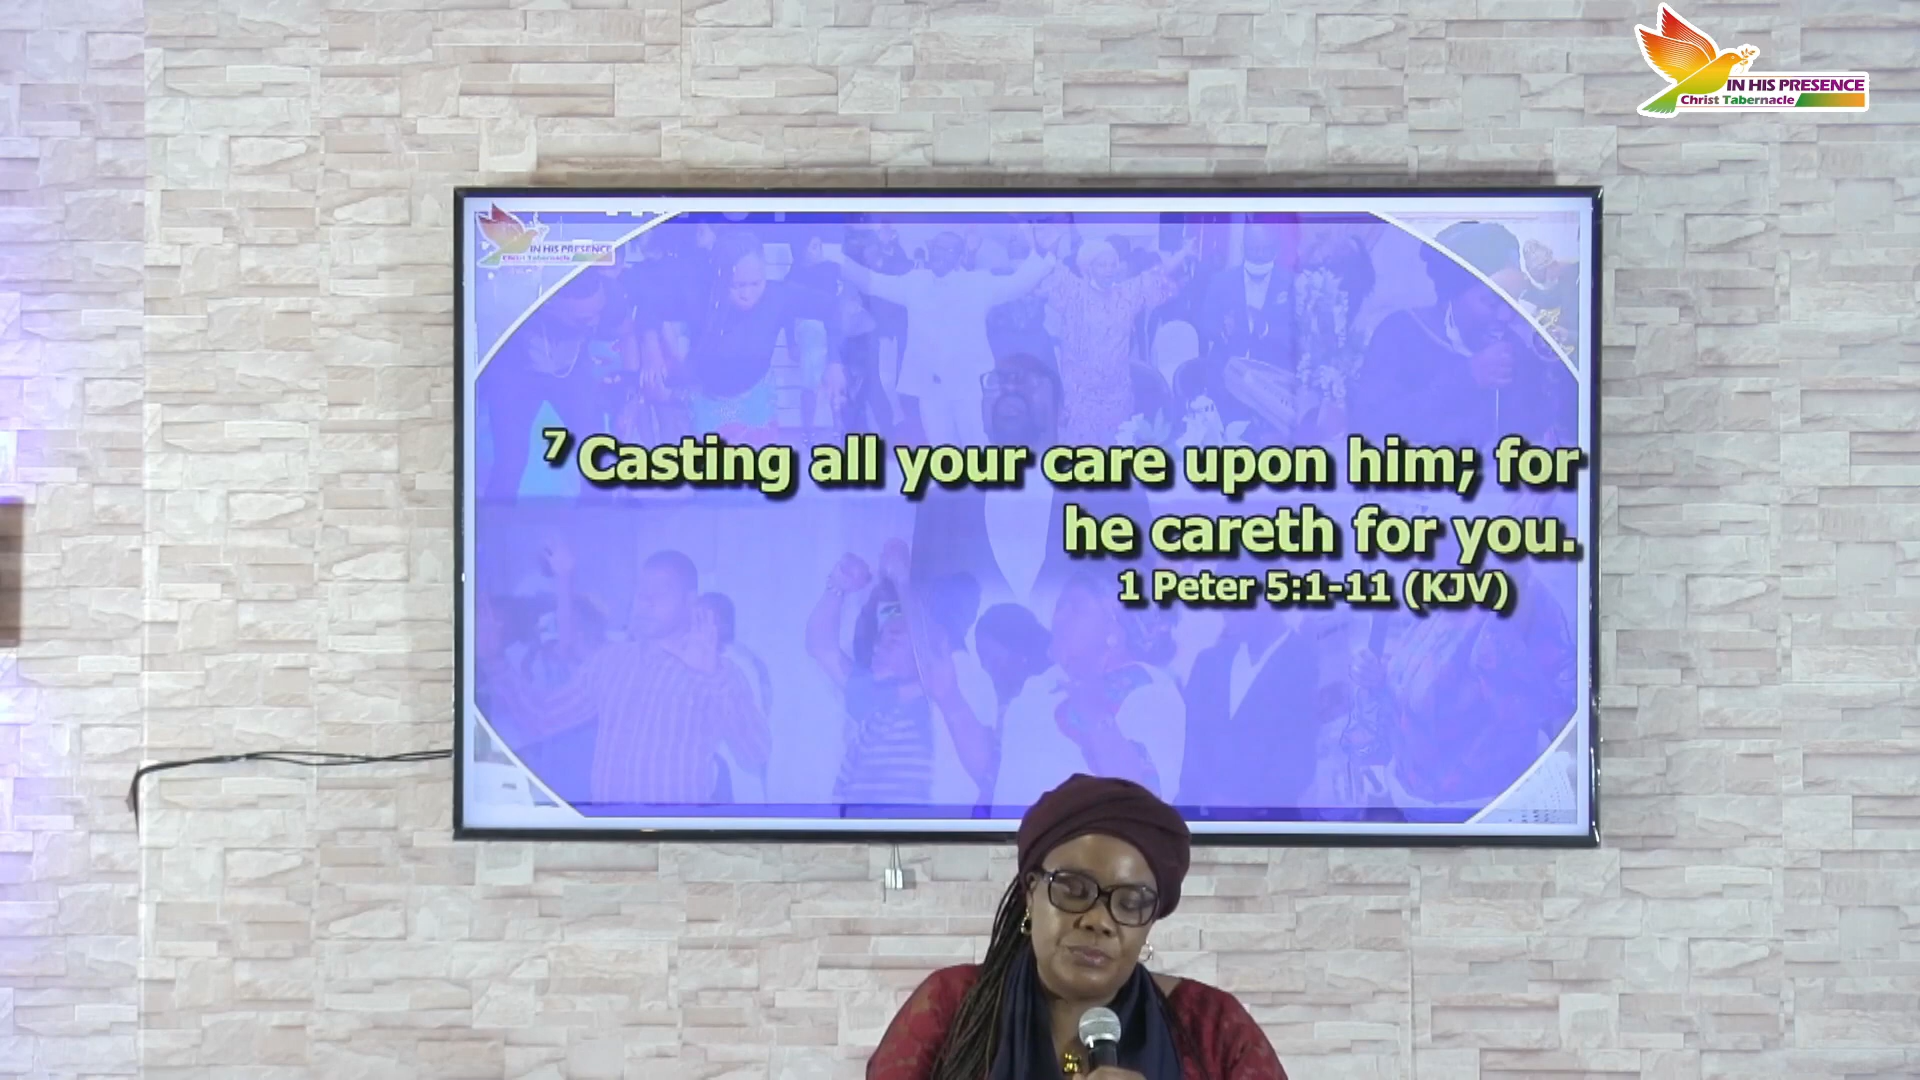 IN HIS PRESENCE
Christ Tabernacle
IN HIS PRESENCE
Christ Tabernacle
7 Casting all your care upon him; for
he careth for you.
1 Peter 5:1-11 (KJV)